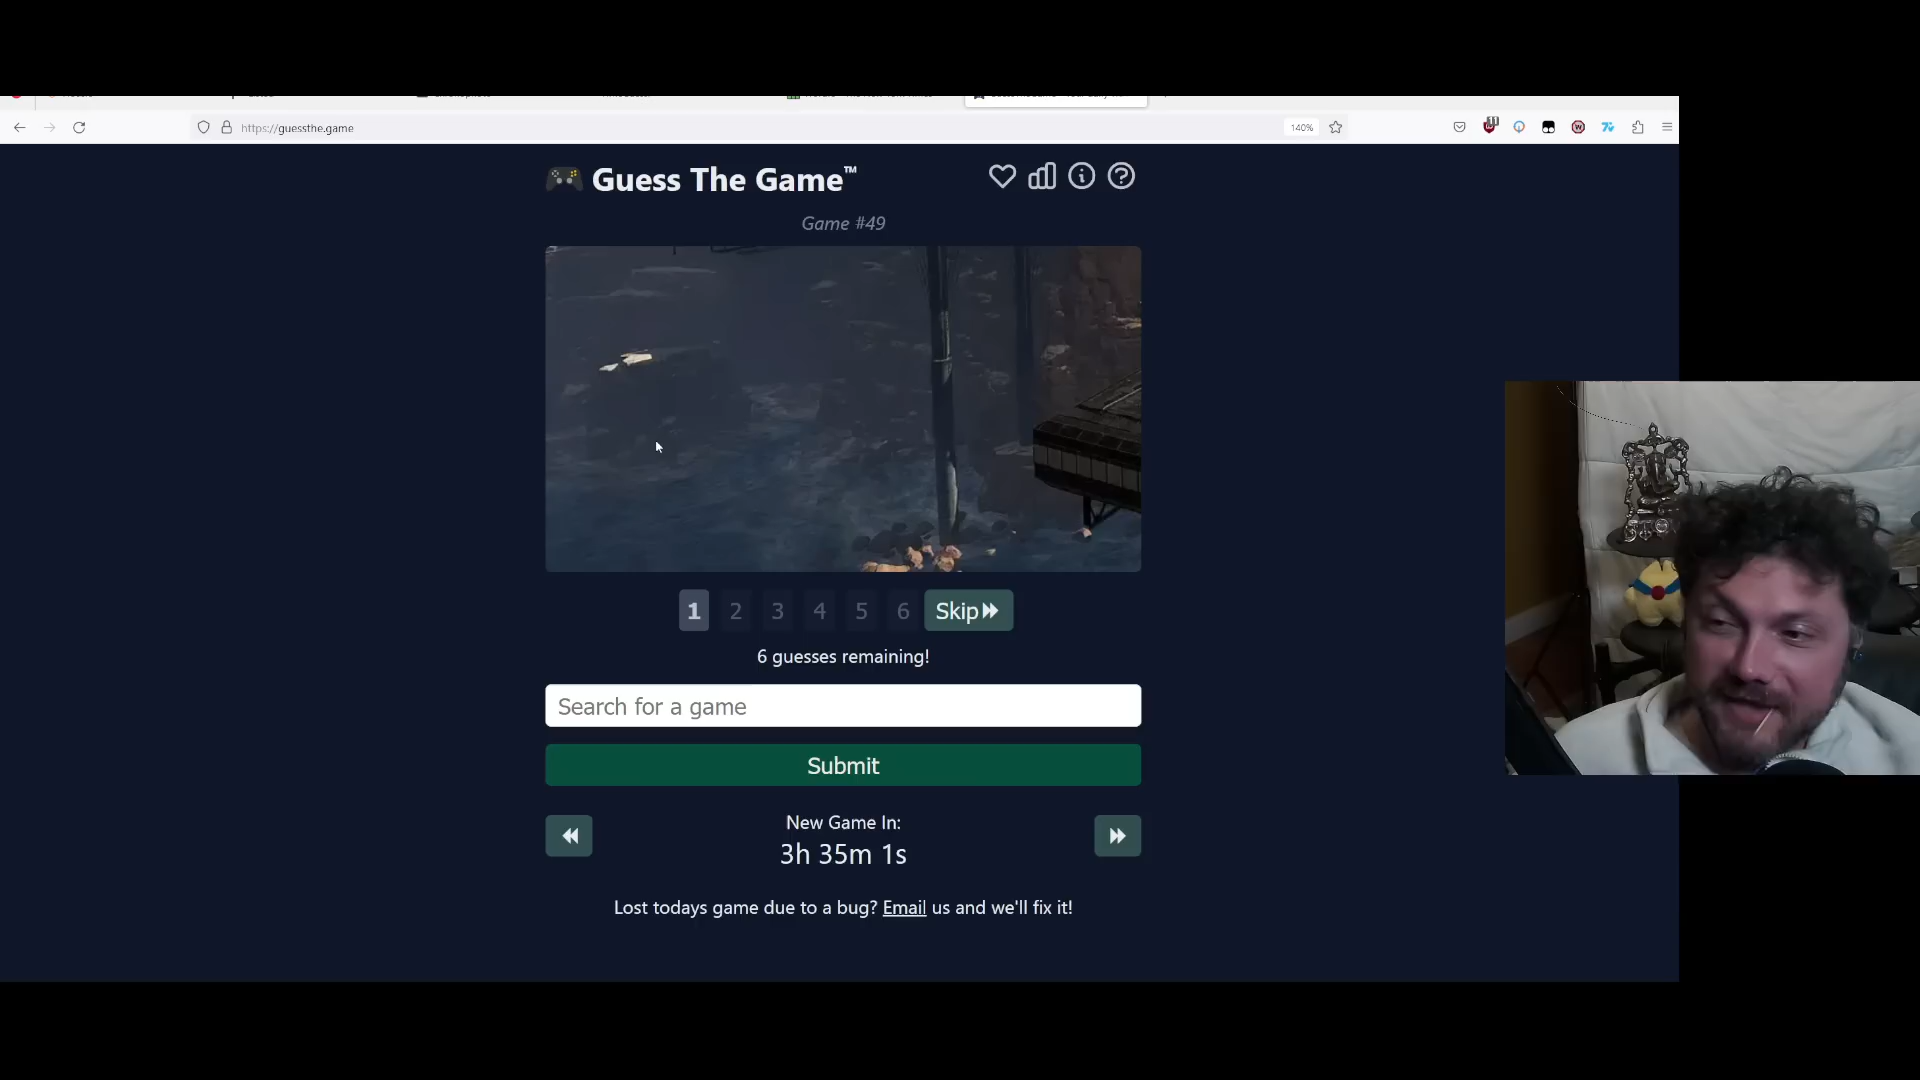 https://guessthe.game
140%
11
Guess The Game™
Game #49
1 2 3 4 5 6 Skip
6 guesses remaining!
Search for a game
Submit
New Game In:
3h 35m 1s
Lost todays game due to a bug? Email us and we'll fix it!